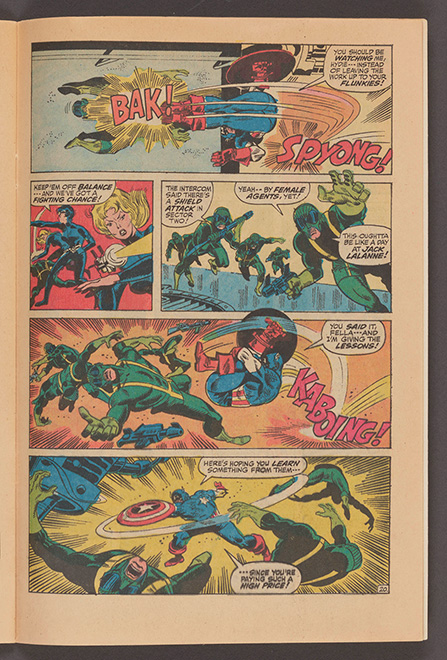 YOU SHOULD BE
WATCHING ME,
HYDE--INSTEAD
OF LEAVING THE
WORK UP TO YOUR
FLUNKIES!
BAK!
SPYONG!
KEEP 'EM OFF BALANCE
--AND WE'VE GOT A
FIGHTING CHANCE!
THE INTERCOM
SAID THERE'S
A SHIELD
ATTACK IN
SECTOR
TWO!
YEAH--BY FEMALE
AGENTS, YET!
THIS OUGHTTA
BE LIKE A DAY
AT JACK
LALANNE!
YOU SAID IT,
FELLA--AND
I'M GIVING THE
LESSONS!
KABOING!
HERE'S HOPING YOU LEARN
SOMETHING FROM THEM--
--SINCE YOU'RE
PAYING SUCH A
HIGH PRICE!
20